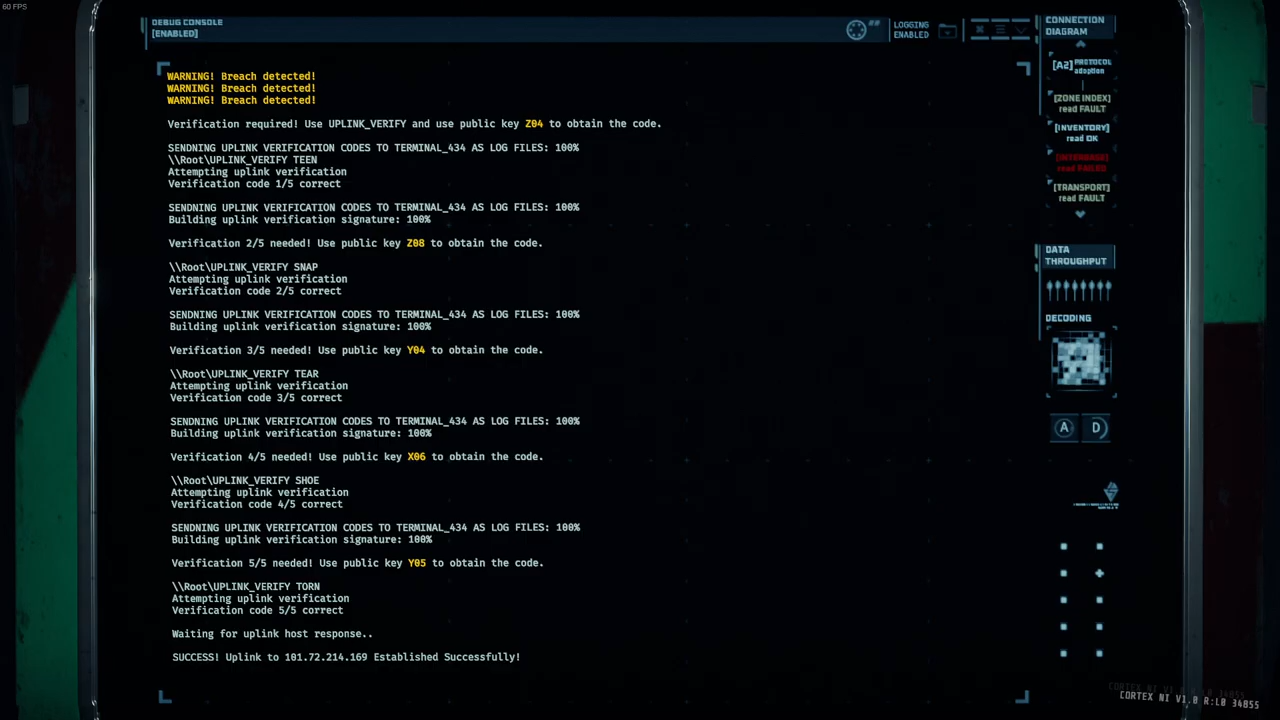 60 FPS
DEBUG CONSOLE
[ENABLED]
LOGGING
ENABLED
WARNING! Breach detected!
WARNING! Breach detected!
WARNING! Breach detected!
Verification required! Use UPLINK_VERIFY and use public key Z04 to obtain the code.
SENDNING UPLINK VERIFICATION CODES TO TERMINAL_434 AS LOG FILES: 100%
\\Root\UPLINK_VERIFY TEEN
Attempting uplink verification
Verification code 1/5 correct
SENDNING UPLINK VERIFICATION CODES TO TERMINAL_434 AS LOG FILES: 100%
Building uplink verification signature: 100%
Verification 2/5 needed! Use public key Z08 to obtain the code.
\\Root\UPLINK_VERIFY SNAP
Attempting uplink verification
Verification code 2/5 correct
SENDNING UPLINK VERIFICATION CODES TO TERMINAL_434 AS LOG FILES: 100%
Building uplink verification signature: 100%
Verification 3/5 needed! Use public key Y04 to obtain the code.
\\Root\UPLINK_VERIFY TEAR
Attempting uplink verification
Verification code 3/5 correct
SENDNING UPLINK VERIFICATION CODES TO TERMINAL_434 AS LOG FILES: 100%
Building uplink verification signature: 100%
Verification 4/5 needed! Use public key X06 to obtain the code.
\\Root\UPLINK_VERIFY SHOE
Attempting uplink verification
Verification code 4/5 correct
SENDNING UPLINK VERIFICATION CODES TO TERMINAL_434 AS LOG FILES: 100%
Building uplink verification signature: 100%
Verification 5/5 needed! Use public key Y05 to obtain the code.
\\Root\UPLINK_VERIFY TORN
Attempting uplink verification
Verification code 5/5 correct
Waiting for uplink host response..
SUCCESS! Uplink to 101.72.214.169 Established Successfully!
CONNECTION
DIAGRAM
[A2] PROTOCOL
adoption
[ZONE INDEX]
read FAULT
[INVENTORY]
read OK
read FAILED
[TRANSPORT]
read FAULT
DATA
THROUGHPUT
DECODING
A D
CORTEX NI V1.0 R:L0 34855